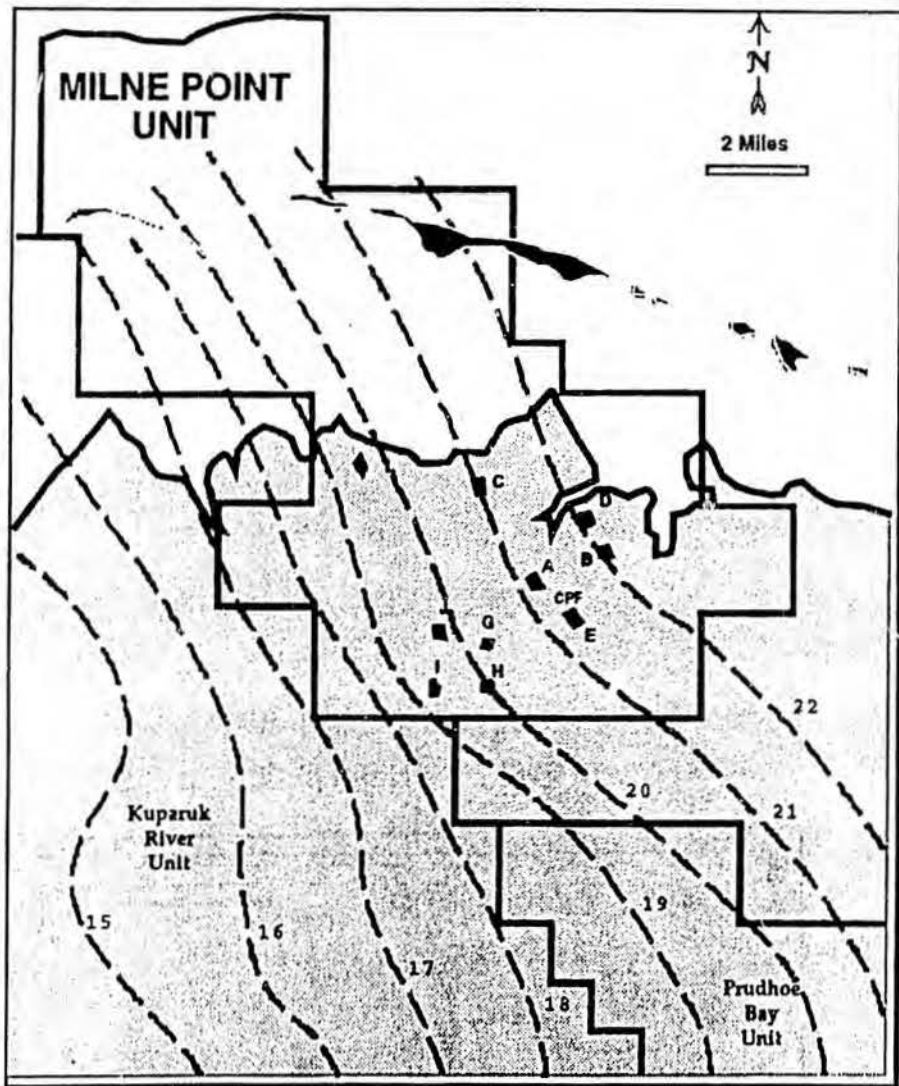 MILNE POINT
UNIT
N
2 Miles
C
D
B
A
CPF
E
G
I
H
22
20
21
Kuparuk
River
Unit
15
16
19
17
18
Prudhoe
Bay
Unit